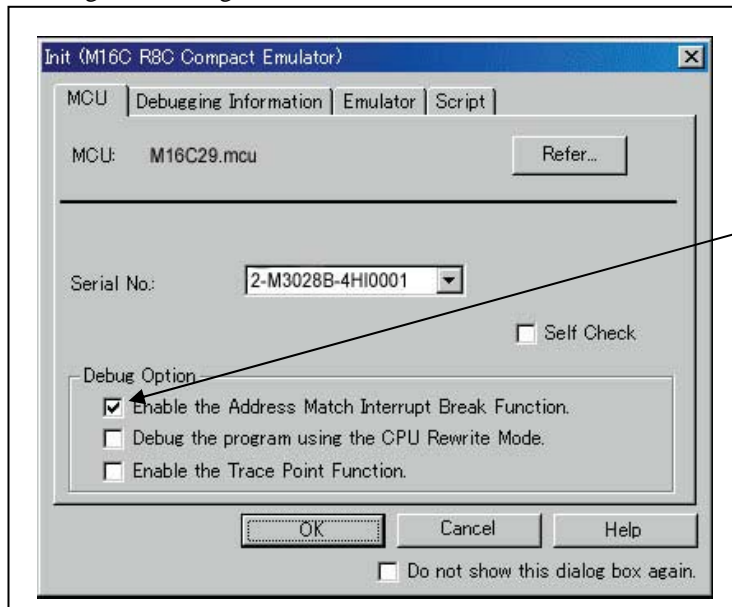 Init (M16C R8C Compact Emulator)
MCU Debugging Information Emulator Script
MCU: M16C29.mcu Refer...
Serial No.: 2-M3028B-4HI0001
Self Check
Debug Option
Enable the Address Match Interrupt Break Function.
Debug the program using the CPU Rewrite Mode.
Enable the Trace Point Function.
OK Cancel Help
Do not show this dialog box again.